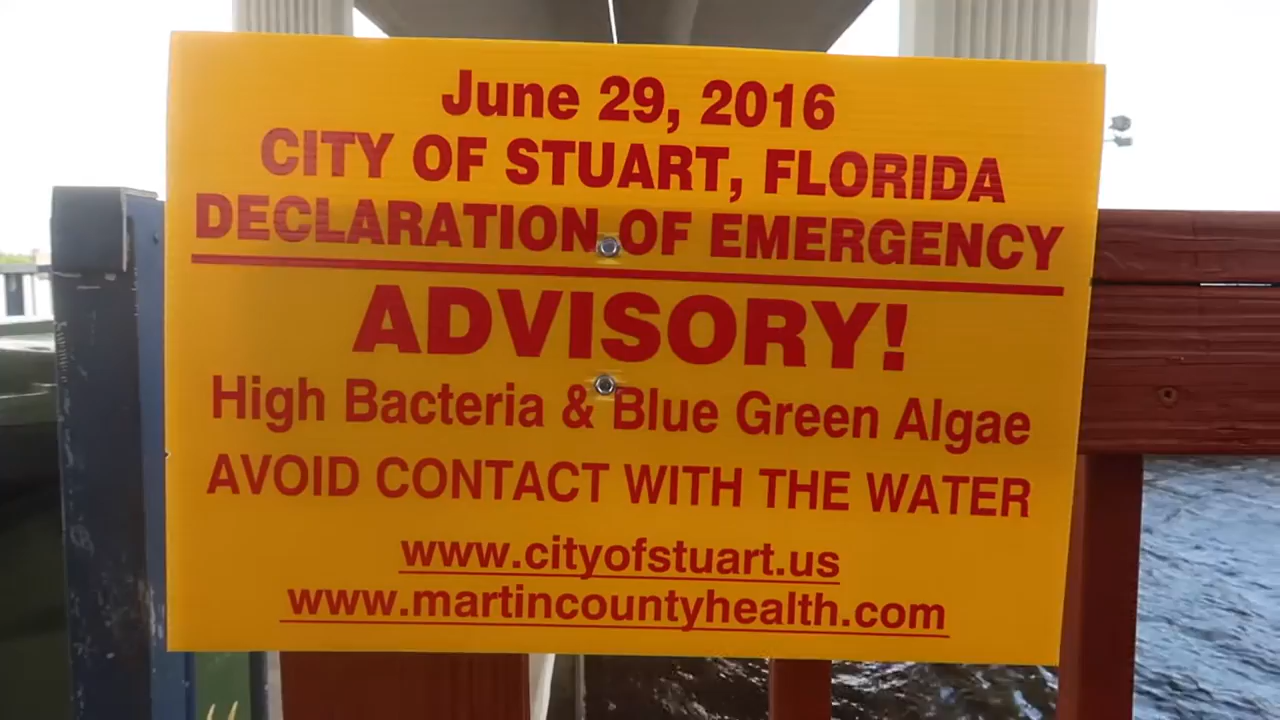 June 29, 2016
CITY OF STUART, FLORIDA
DECLARATION OF EMERGENCY
ADVISORY!
High Bacteria & Blue Green Algae
AVOID CONTACT WITH THE WATER
www.cityofstuart.us
www.martincountyhealth.com